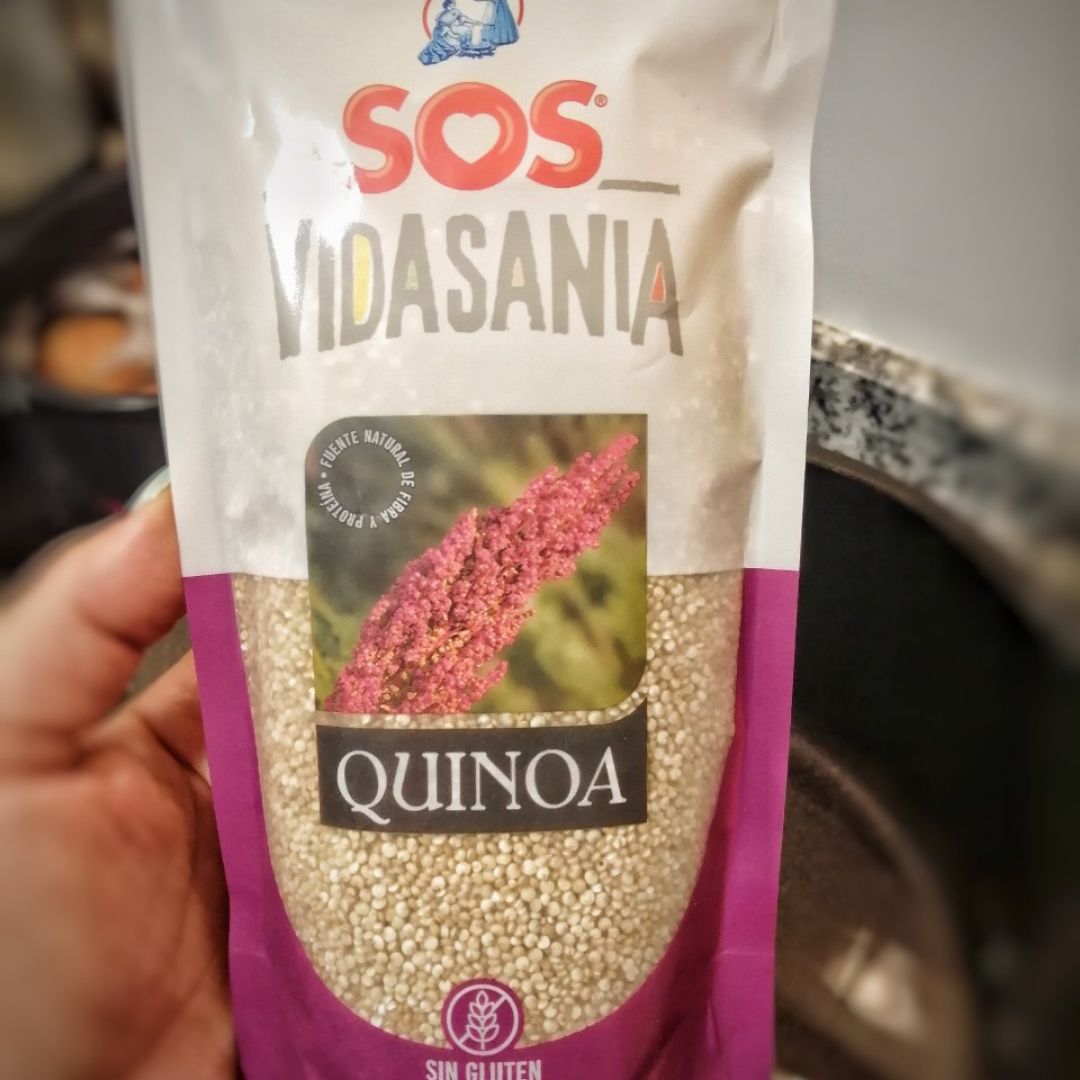 SOS®
VIDASANIA
FUENTE NATURAL DE FIBRA Y PROTEÍNA •
QUINOA
SIN GLUTEN